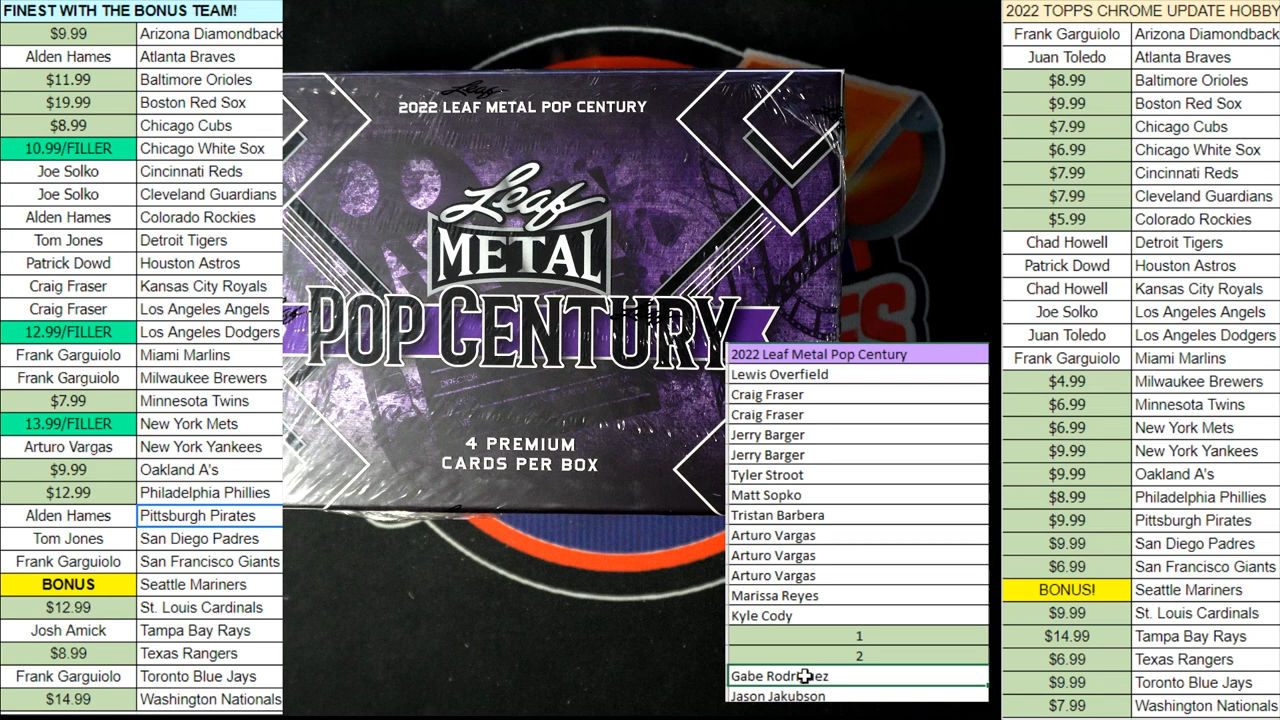 FINEST WITH THE BONUS TEAM!
$9.99 Arizona Diamondback
Alden Hames Atlanta Braves
$11.99 Baltimore Orioles
$19.99 Boston Red Sox
$8.99 Chicago Cubs
10.99/FILLER Chicago White Sox
Joe Solko Cincinnati Reds
Joe Solko Cleveland Guardians
Alden Hames Colorado Rockies
Tom Jones Detroit Tigers
Patrick Dowd Houston Astros
Craig Fraser Kansas City Royals
Craig Fraser Los Angeles Angels
12.99/FILLER Los Angeles Dodgers
Frank Garguiolo Miami Marlins
Frank Garguiolo Milwaukee Brewers
$7.99 Minnesota Twins
13.99/FILLER New York Mets
Arturo Vargas New York Yankees
$9.99 Oakland A's
$12.99 Philadelphia Phillies
Alden Hames Pittsburgh Pirates
Tom Jones San Diego Padres
Frank Garguiolo San Francisco Giants
BONUS Seattle Mariners
$12.99 St. Louis Cardinals
Josh Amick Tampa Bay Rays
$8.99 Texas Rangers
Frank Garguiolo Toronto Blue Jays
$14.99 Washington Nationals
Leaf
2022 LEAF METAL POP CENTURY
Leaf
METAL
POP CENTURY
4 PREMIUM
CARDS PER BOX
2022 Leaf Metal Pop Century
Lewis Overfield
Craig Fraser
Craig Fraser
Jerry Barger
Jerry Barger
Tyler Stroot
Matt Sopko
Tristan Barbera
Arturo Vargas
Arturo Vargas
Arturo Vargas
Marissa Reyes
Kyle Cody
1
2
Gabe Rodriguez
Jason Jakubson
2022 TOPPS CHROME UPDATE HOBBY
Frank Garguiolo Arizona Diamondback
Juan Toledo Atlanta Braves
$8.99 Baltimore Orioles
$9.99 Boston Red Sox
$7.99 Chicago Cubs
$6.99 Chicago White Sox
$7.99 Cincinnati Reds
$7.99 Cleveland Guardians
$5.99 Colorado Rockies
Chad Howell Detroit Tigers
Patrick Dowd Houston Astros
Chad Howell Kansas City Royals
Joe Solko Los Angeles Angels
Juan Toledo Los Angeles Dodgers
Frank Garguiolo Miami Marlins
$4.99 Milwaukee Brewers
$6.99 Minnesota Twins
$6.99 New York Mets
$9.99 New York Yankees
$9.99 Oakland A's
$8.99 Philadelphia Phillies
$9.99 Pittsburgh Pirates
$9.99 San Diego Padres
$6.99 San Francisco Giants
BONUS! Seattle Mariners
$9.99 St. Louis Cardinals
$14.99 Tampa Bay Rays
$6.99 Texas Rangers
$9.99 Toronto Blue Jays
$7.99 Washington Nationals